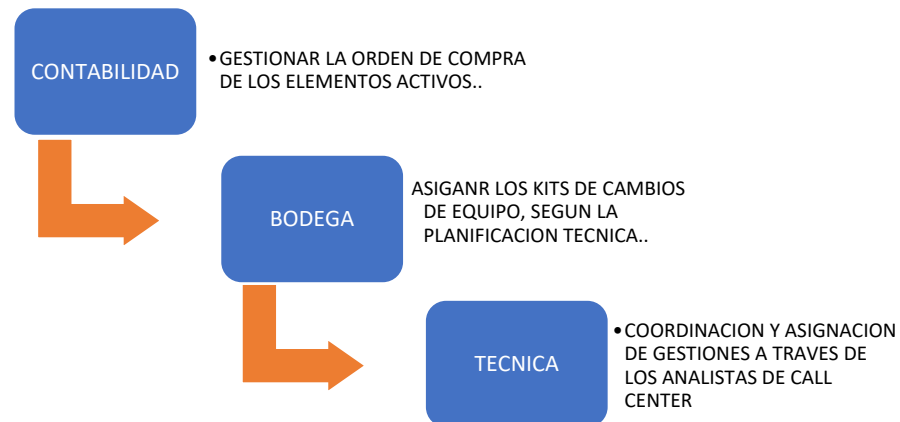 CONTABILIDAD
•GESTIONAR LA ORDEN DE COMPRA
DE LOS ELEMENTOS ACTIVOS..
BODEGA
ASIGANR LOS KITS DE CAMBIOS
DE EQUIPO, SEGUN LA
PLANIFICACION TECNICA..
TECNICA
•COORDINACION Y ASIGNACION
DE GESTIONES A TRAVES DE
LOS ANALISTAS DE CALL
CENTER